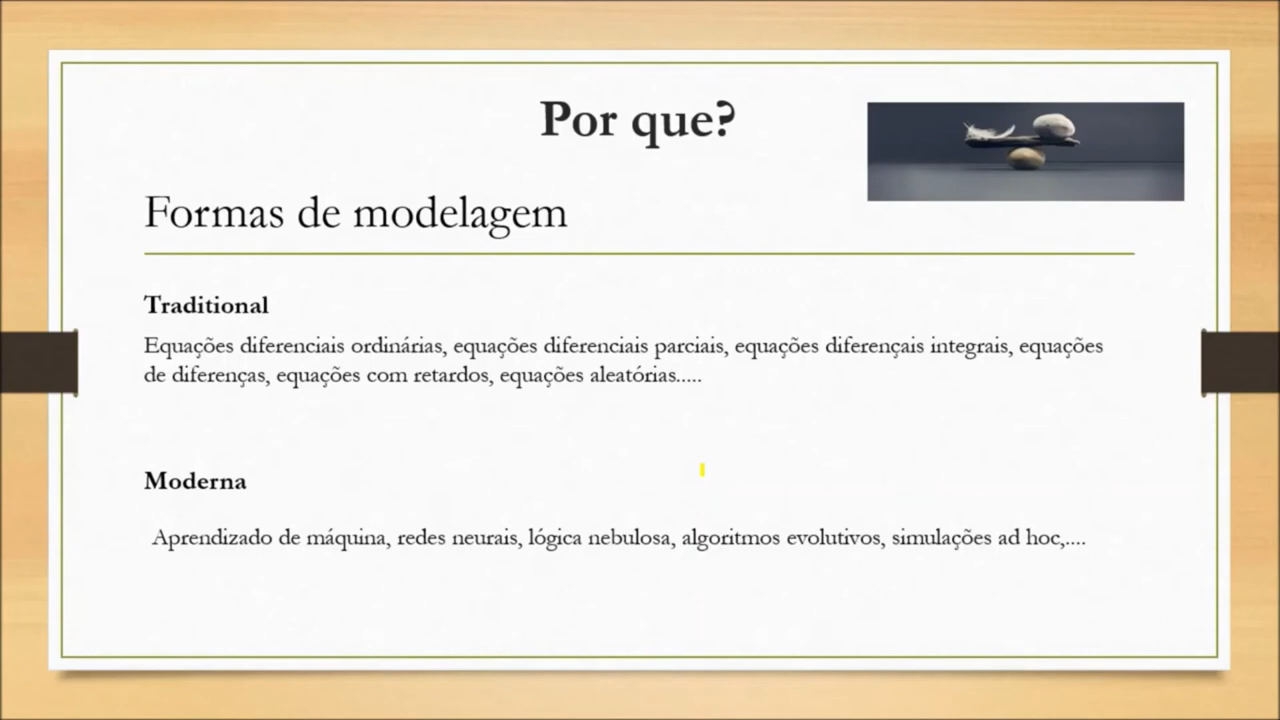 Por que?
Formas de modelagem
Traditional
Equações diferenciais ordinárias, equações diferenciais parciais, equações diferençais integrais, equações
de diferenças, equações com retardos, equações aleatórias.....
Moderna
Aprendizado de máquina, redes neurais, lógica nebulosa, algoritmos evolutivos, simulações ad hoc,....